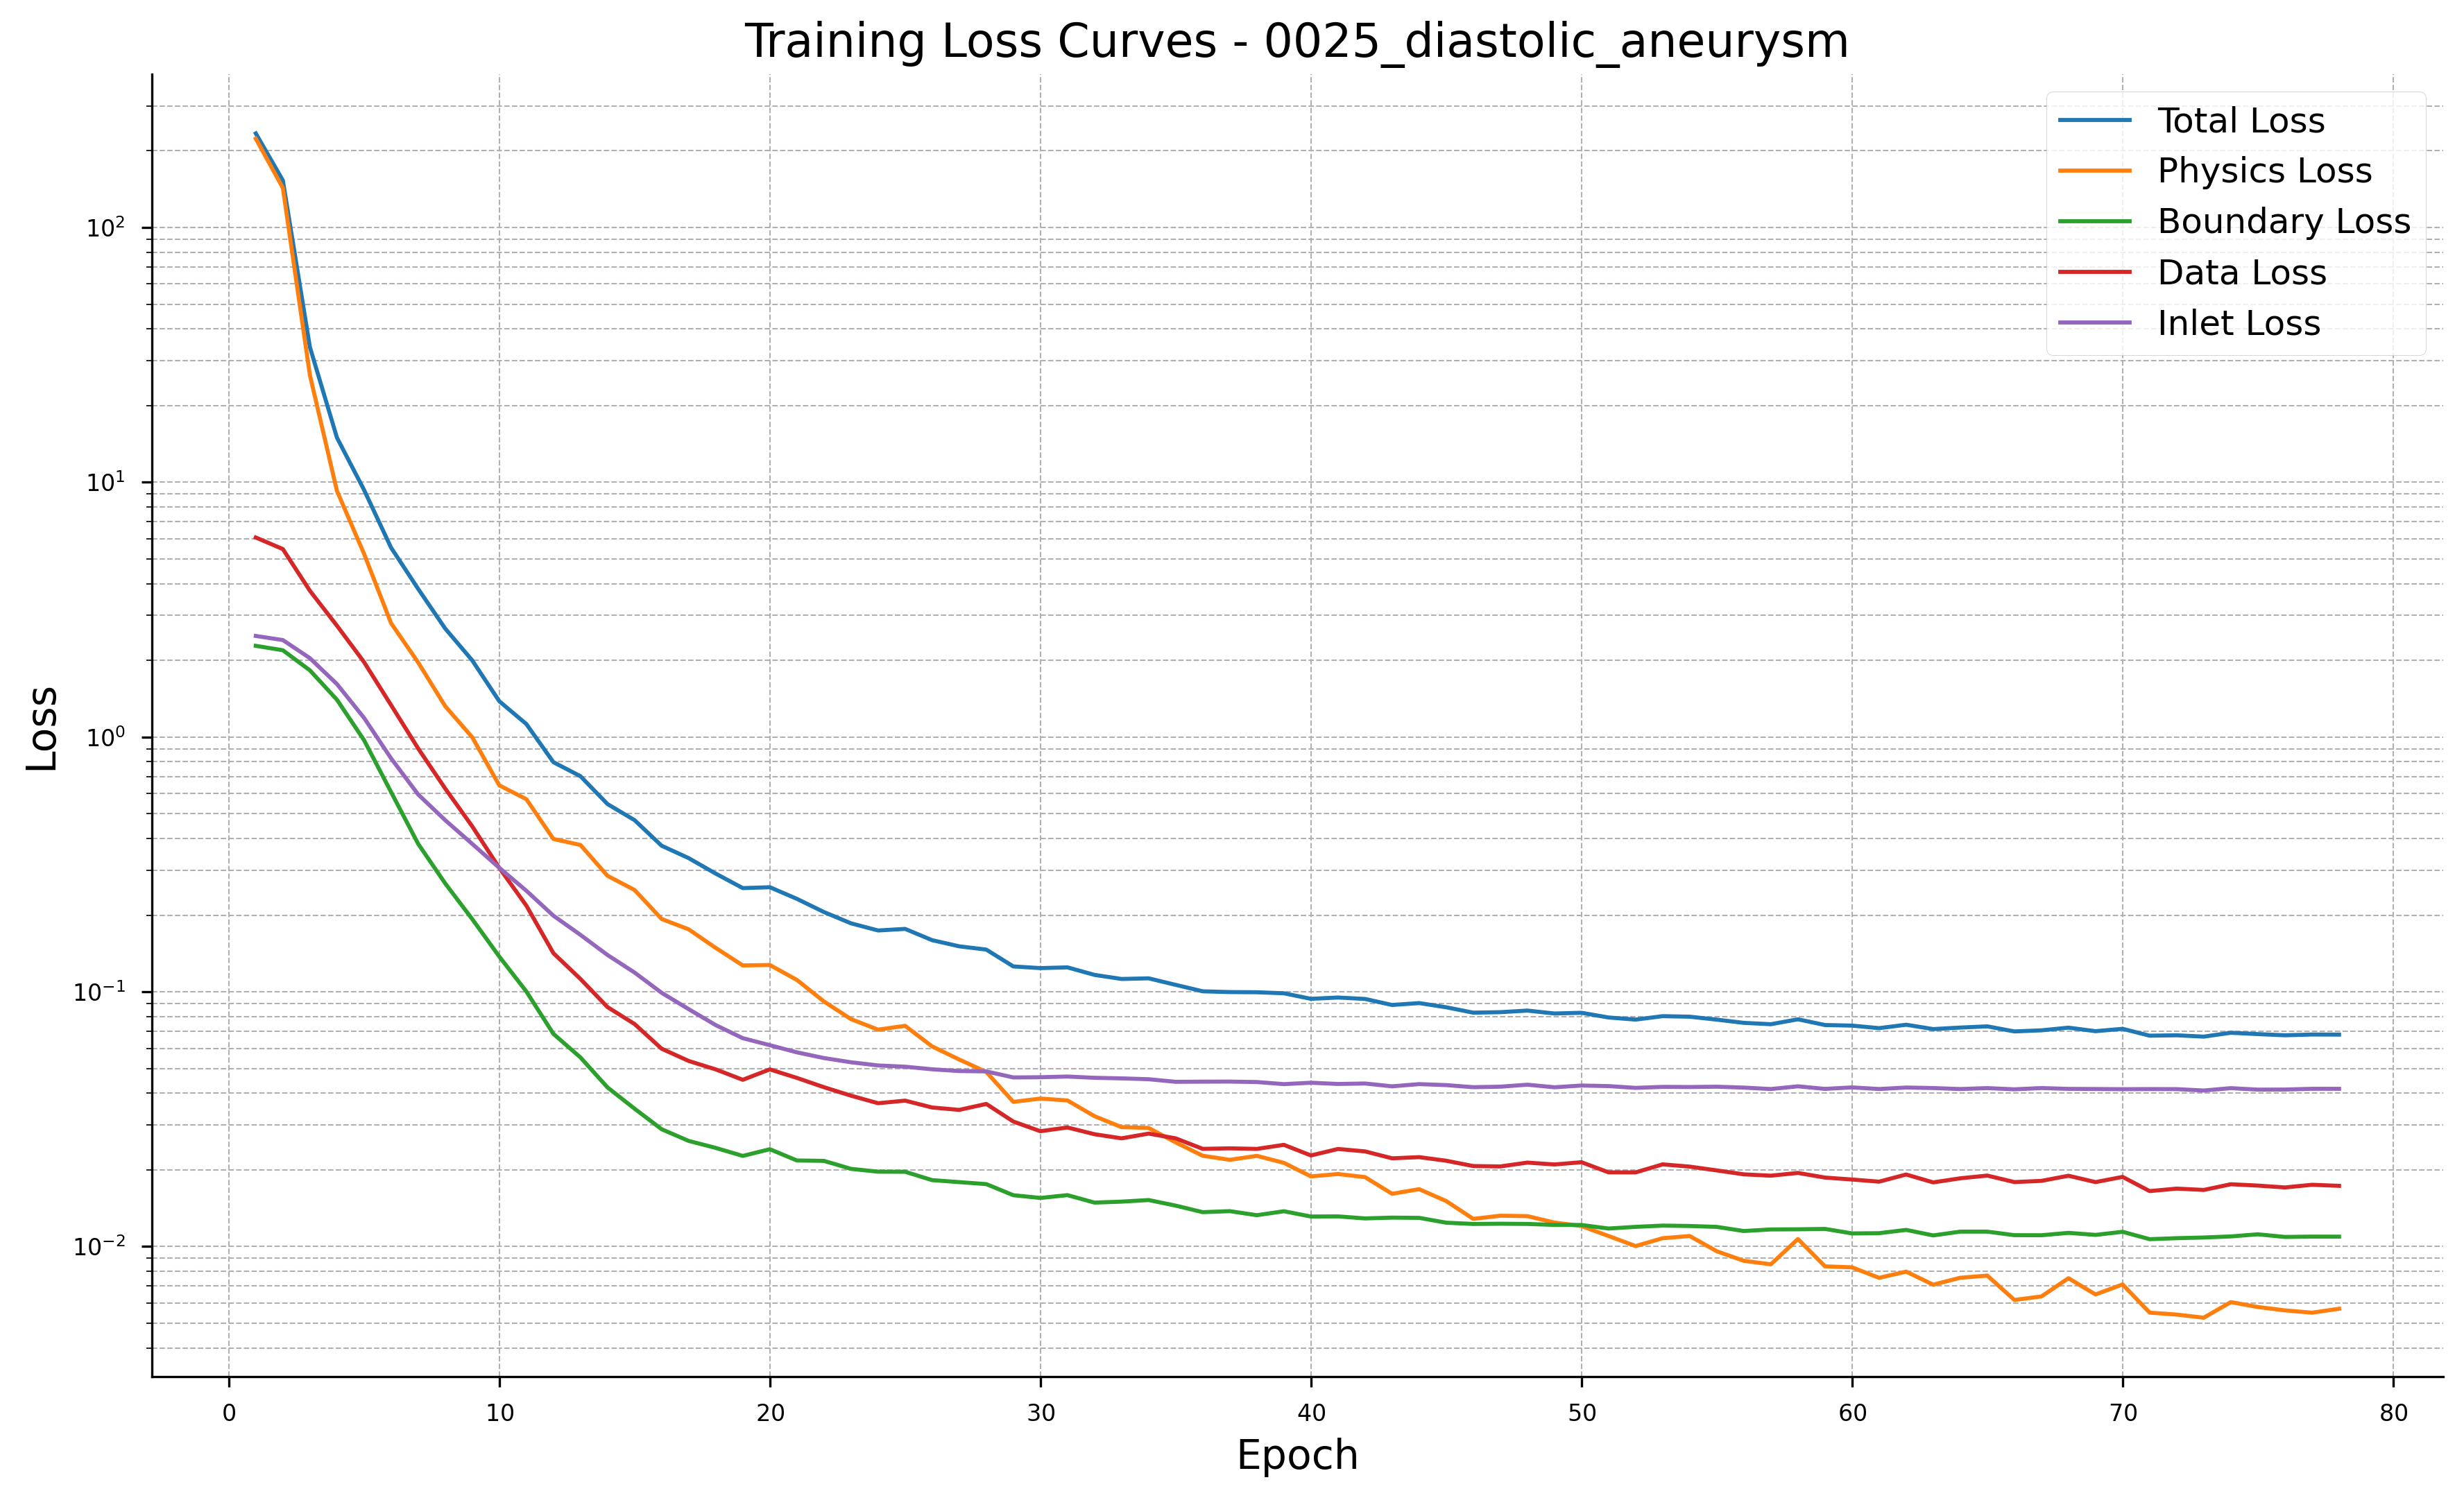 Training Loss Curves - 0025_diastolic_aneurysm
Total Loss
Physics Loss
Boundary Loss
Data Loss
Inlet Loss
Loss
10²
10¹
10⁰
10⁻¹
10⁻²
0 10 20 30 40 50 60 70 80
Epoch